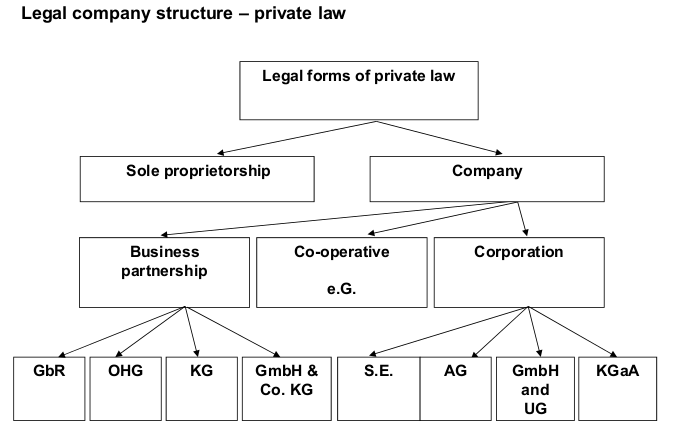 Legal company structure – private law
Legal forms of private law
Sole proprietorship
Company
Business
partnership
Co-operative
e.G.
Corporation
GbR
OHG
KG
GmbH &
Co. KG
S.E.
AG
GmbH
and
UG
KGaA